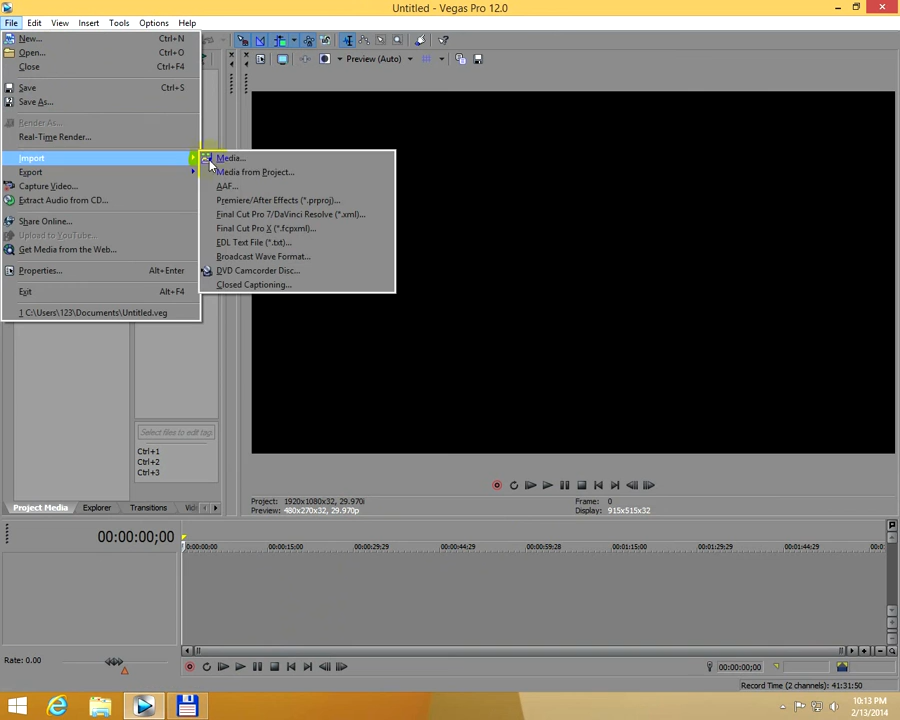 Untitled - Vegas Pro 12.0
File Edit View Insert Tools Options Help
New... Ctrl+N
Open... Ctrl+O
Close Ctrl+F4
Save Ctrl+S
Save As...
Render As...
Real-Time Render...
Import
Export
Capture Video...
Extract Audio from CD...
Share Online...
Upload to YouTube...
Get Media from the Web...
Properties... Alt+Enter
Exit Alt+F4
1 C:\Users\123\Documents\Untitled.veg
Media...
Media from Project...
AAF...
Premiere/After Effects (*.prproj)...
Final Cut Pro 7/DaVinci Resolve (*.xml)...
Final Cut Pro X (*.fcpxml)...
EDL Text File (*.txt)...
Broadcast Wave Format...
DVD Camcorder Disc...
Closed Captioning...
Preview (Auto)
Select files to edit tag
Ctrl+1
Ctrl+2
Ctrl+3
Project Media Explorer Transitions Vid
Project: 1920x1080x32, 29.970i
Preview: 480x270x32, 29.970p
Frame: 0
Display: 915x515x32
00:00:00;00
00:00:00 00:00:15;00 00:00:29:29 00:00:44:29 00:00:59:28 00:01:15:00 00:01:29:29 00:01:44:29 00:0
Rate: 0.00
00:00:00;00
Record Time (2 channels): 41:31:50
10:13 PM
2/13/2014